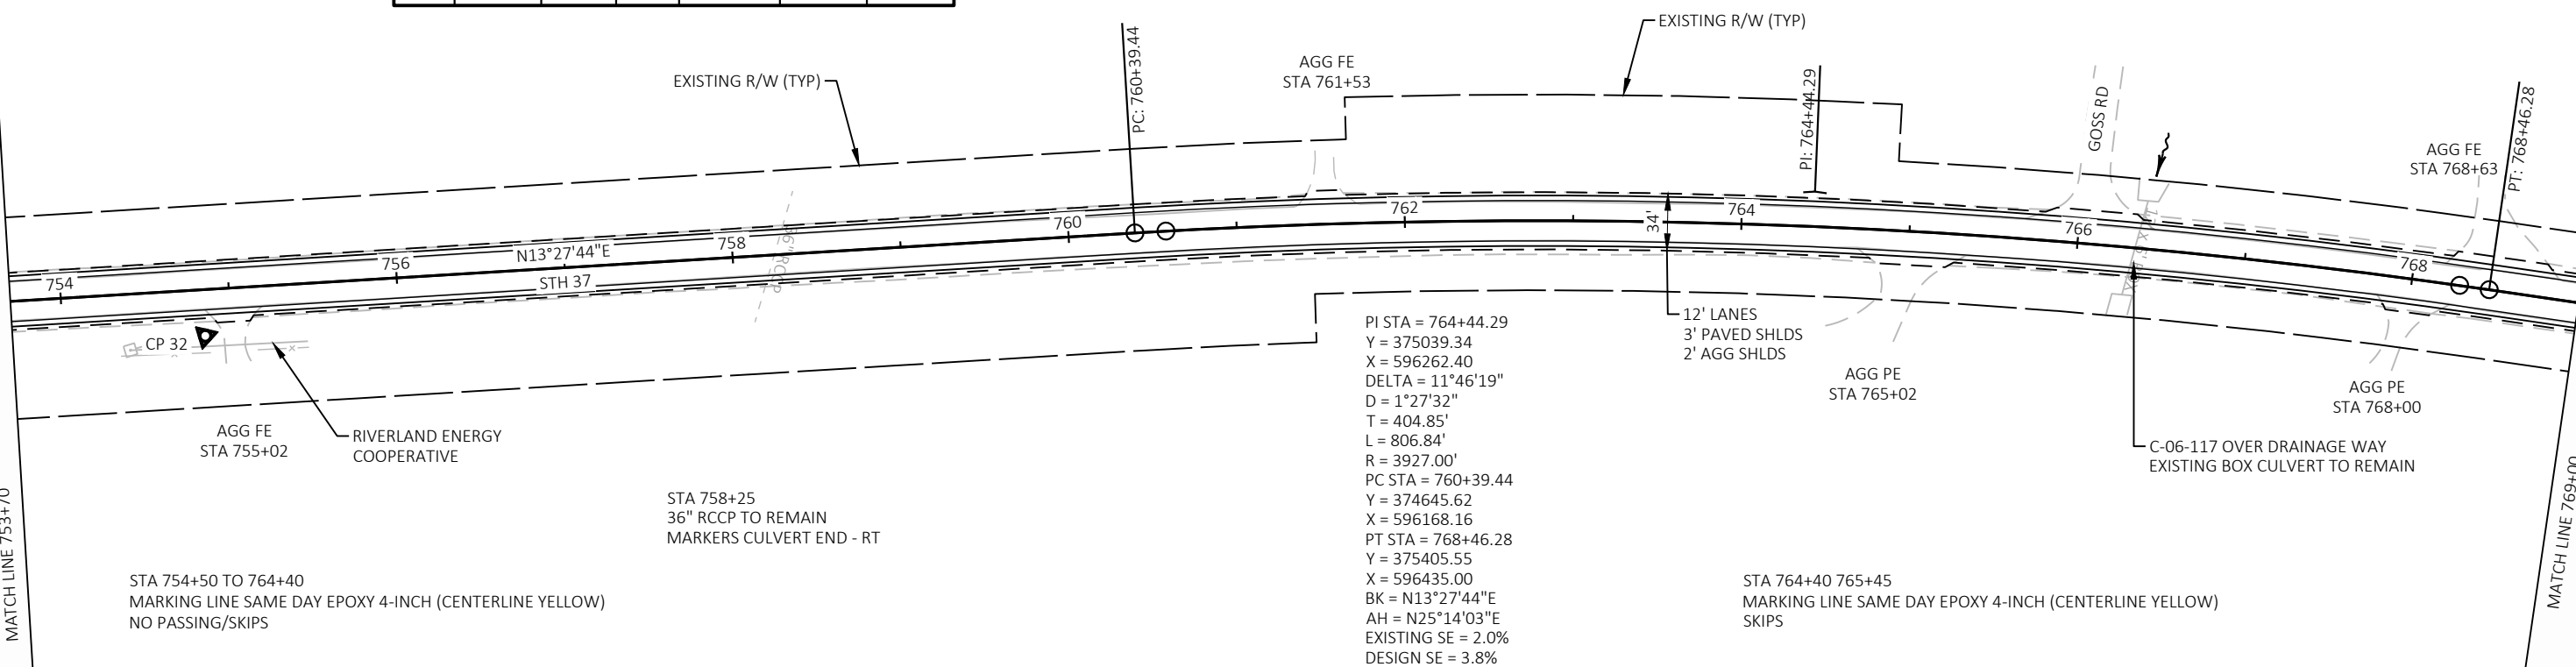 EXISTING R/W (TYP)
EXISTING R/W (TYP)
PC: 760+39.44
AGG FE
STA 761+53
PI: 764+44.29
GOSS RD
AGG FE
STA 768+63
PT: 768+46.28
754
756
N13°27'44"E
STH 37
758
36" RCCP
760
762
34'
764
766
768
CP 32
AGG FE
STA 755+02
RIVERLAND ENERGY
COOPERATIVE
12' LANES
3' PAVED SHLDS
2' AGG SHLDS
AGG PE
STA 765+02
AGG PE
STA 768+00
C-06-117 OVER DRAINAGE WAY
EXISTING BOX CULVERT TO REMAIN
STA 758+25
36" RCCP TO REMAIN
MARKERS CULVERT END - RT
PI STA = 764+44.29
Y = 375039.34
X = 596262.40
DELTA = 11°46'19"
D = 1°27'32"
T = 404.85'
L = 806.84'
R = 3927.00'
PC STA = 760+39.44
Y = 374645.62
X = 596168.16
PT STA = 768+46.28
Y = 375405.55
X = 596435.00
BK = N13°27'44"E
AH = N25°14'03"E
EXISTING SE = 2.0%
DESIGN SE = 3.8%
MATCH LINE 753+70
STA 754+50 TO 764+40
MARKING LINE SAME DAY EPOXY 4-INCH (CENTERLINE YELLOW)
NO PASSING/SKIPS
STA 764+40 765+45
MARKING LINE SAME DAY EPOXY 4-INCH (CENTERLINE YELLOW)
SKIPS
MATCH LINE 769+00